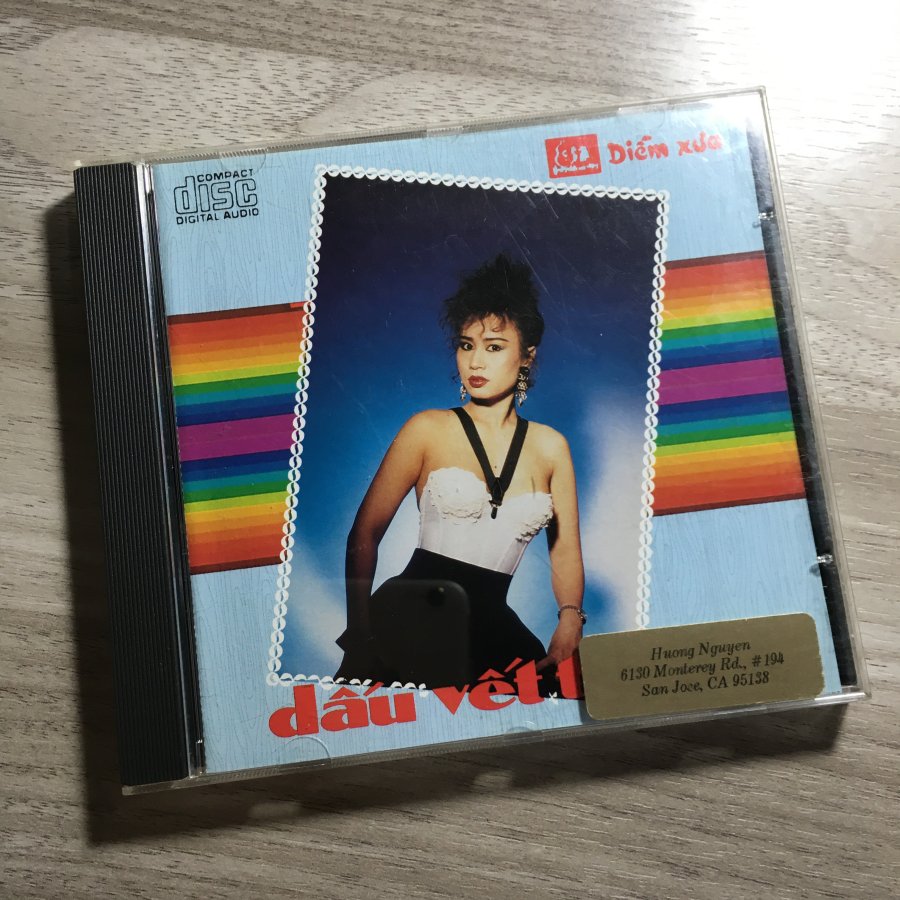 COMPACT
disc
DIGITAL AUDIO
Diễm xưa
dấu vết t
Huong Nguyen
6130 Monterey Rd., #194
San Jose, CA 95138